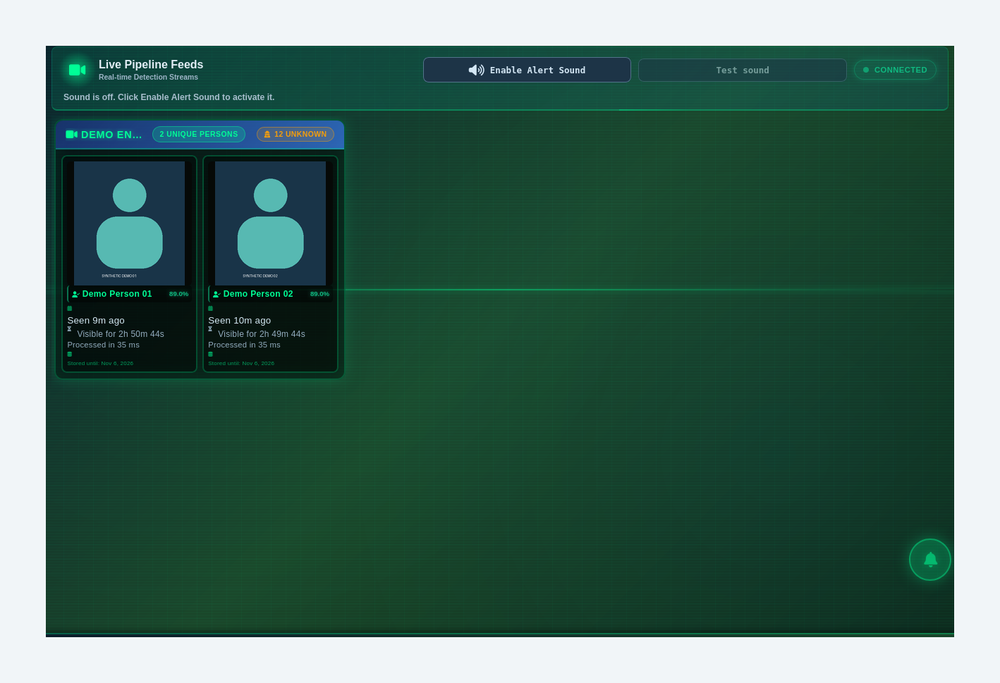 Live Pipeline Feeds
Real-time Detection Streams
Enable Alert Sound
Test sound
CONNECTED
Sound is off. Click Enable Alert Sound to activate it.
DEMO EN...
2 UNIQUE PERSONS
12 UNKNOWN
SYNTHETIC DEMO 01
Demo Person 01
89.0%
Seen 9m ago
Visible for 2h 50m 44s
Processed in 35 ms
Stored until: Nov 6, 2026
SYNTHETIC DEMO 02
Demo Person 02
89.0%
Seen 10m ago
Visible for 2h 49m 44s
Processed in 35 ms
Stored until: Nov 6, 2026